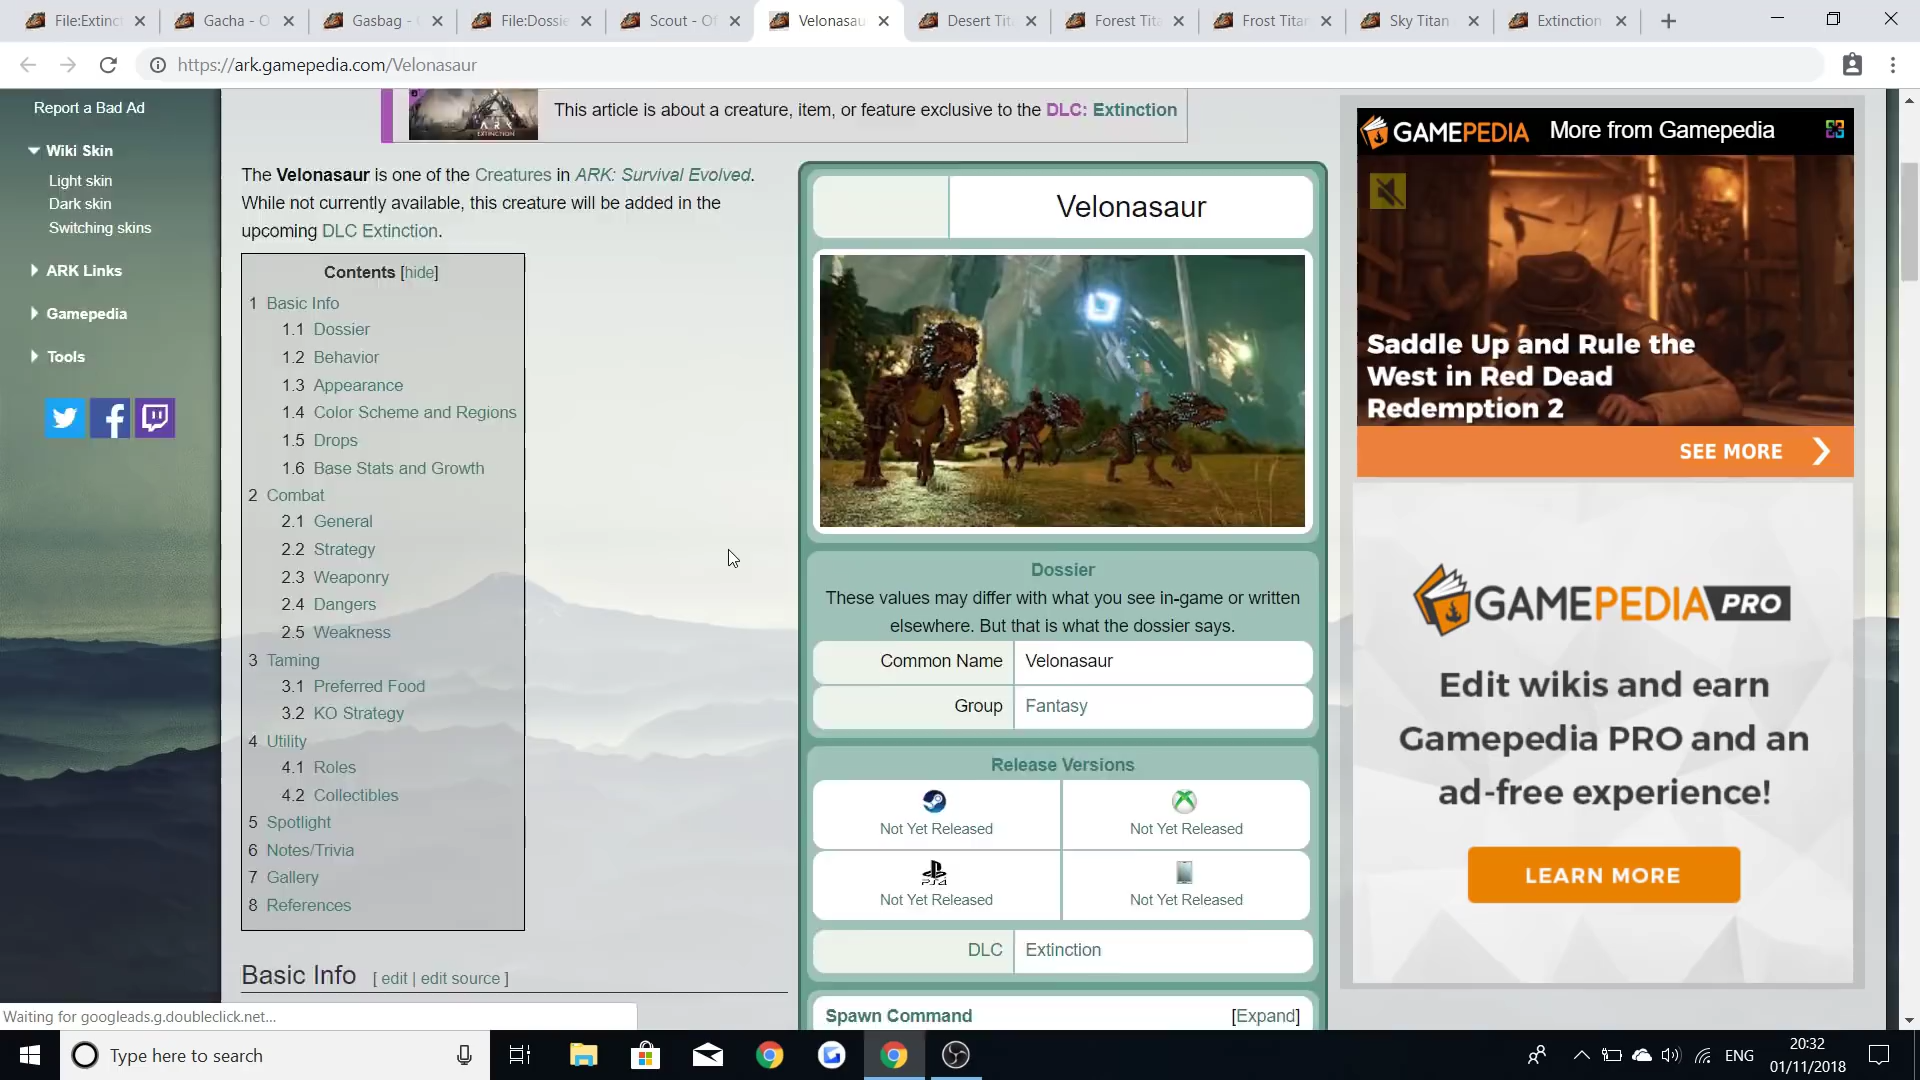 File:Extinct
Gacha - O
Gasbag -
File:Dossie
Scout - Of
Velonasau
Desert Tit
Forest Tita
Frost Titan
Sky Titan
Extinction
https://ark.gamepedia.com/Velonasaur
Report a Bad Ad
Wiki Skin
Light skin
Dark skin
Switching skins
ARK Links
Gamepedia
Tools
ARK
EXTINCTION
This article is about a creature, item, or feature exclusive to the DLC: Extinction
The Velonasaur is one of the Creatures in ARK: Survival Evolved.
While not currently available, this creature will be added in the
upcoming DLC Extinction.
Contents [hide]
1 Basic Info
1.1 Dossier
1.2 Behavior
1.3 Appearance
1.4 Color Scheme and Regions
1.5 Drops
1.6 Base Stats and Growth
2 Combat
2.1 General
2.2 Strategy
2.3 Weaponry
2.4 Dangers
2.5 Weakness
3 Taming
3.1 Preferred Food
3.2 KO Strategy
4 Utility
4.1 Roles
4.2 Collectibles
5 Spotlight
6 Notes/Trivia
7 Gallery
8 References
Basic Info [ edit | edit source ]
Velonasaur
Dossier
These values may differ with what you see in-game or written
elsewhere. But that is what the dossier says.
Common Name Velonasaur
Group Fantasy
Release Versions
Not Yet Released
Not Yet Released
PS4
Not Yet Released
Not Yet Released
DLC Extinction
Spawn Command [Expand]
GAMEPEDIA More from Gamepedia
Saddle Up and Rule the
West in Red Dead
Redemption 2
SEE MORE
GAMEPEDIA PRO
Edit wikis and earn
Gamepedia PRO and an
ad-free experience!
LEARN MORE
Waiting for googleads.g.doubleclick.net...
Type here to search
ENG
20:32
01/11/2018